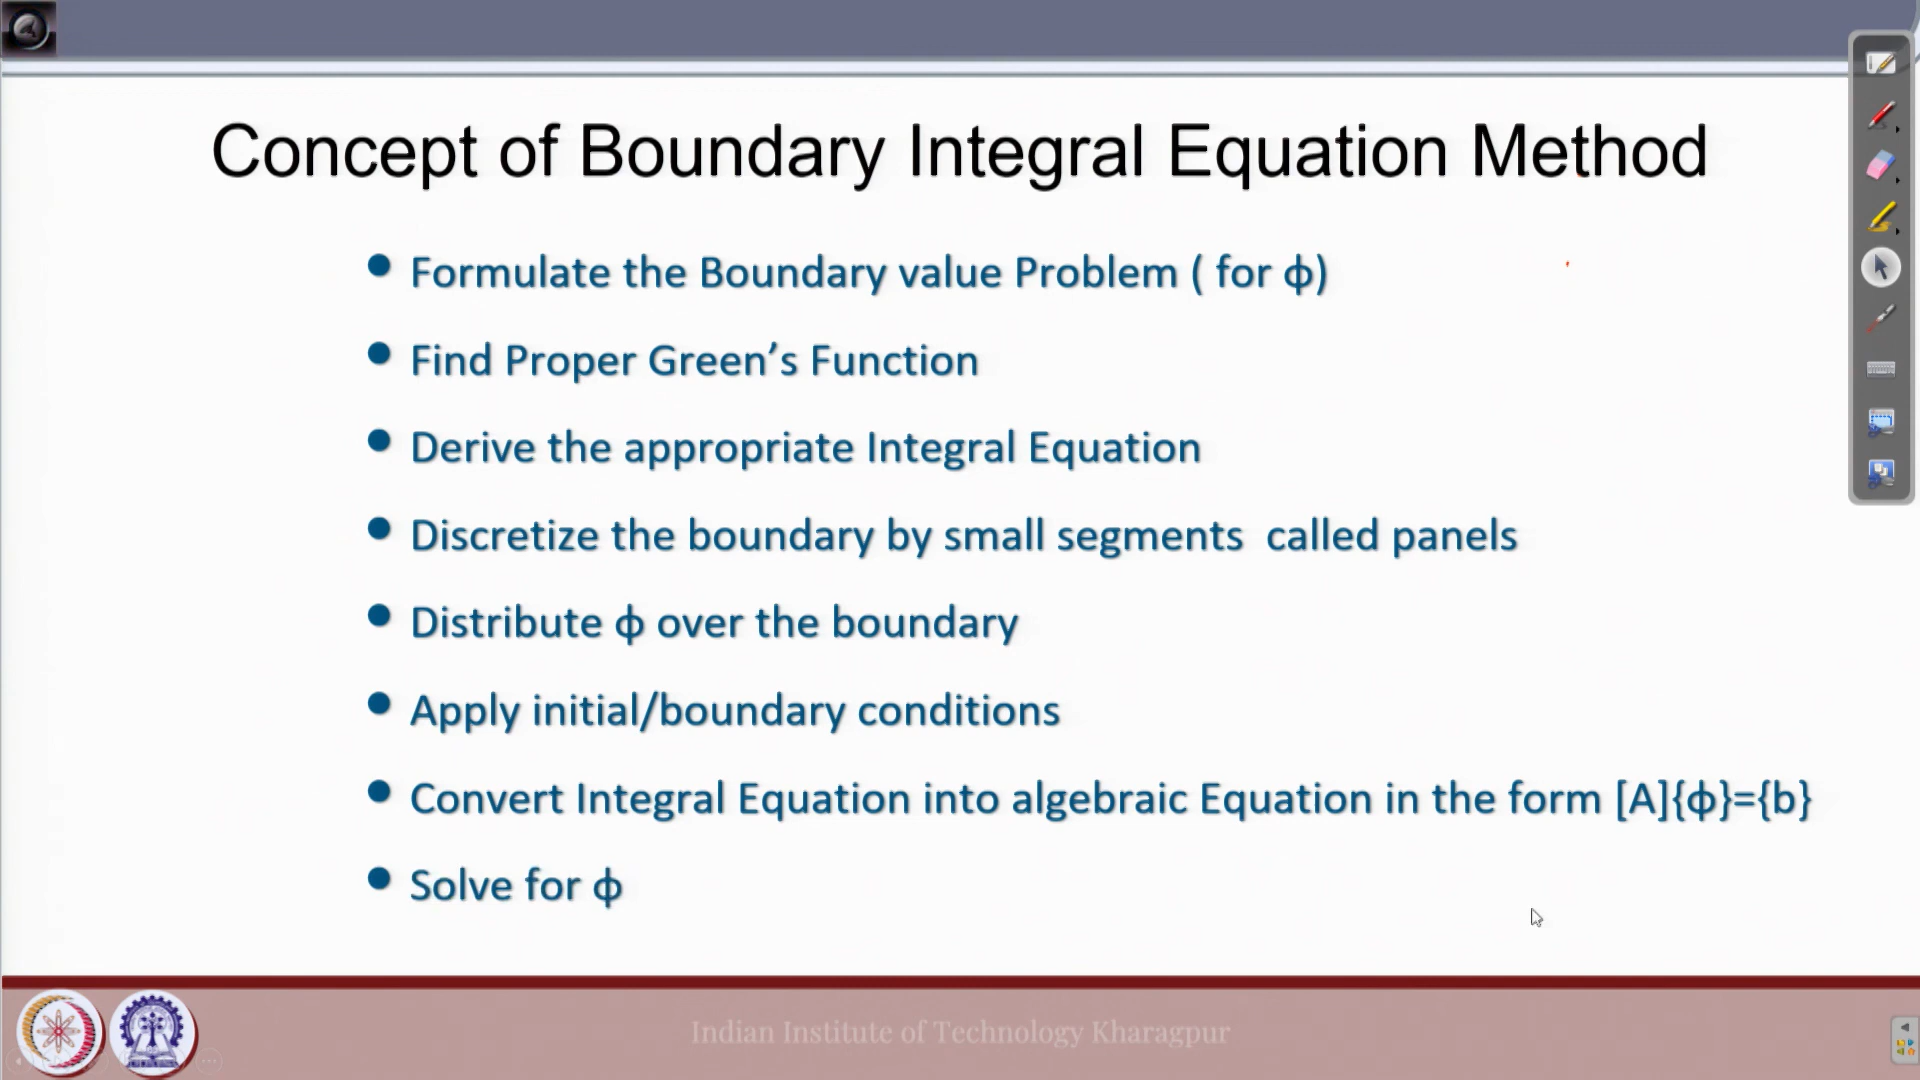 Concept of Boundary Integral Equation Method
Formulate the Boundary value Problem ( for ϕ)
Find Proper Green’s Function
Derive the appropriate Integral Equation
Discretize the boundary by small segments  called panels
Distribute ϕ over the boundary
Apply initial/boundary conditions
Convert Integral Equation into algebraic Equation in the form [A]{ϕ}={b}
Solve for ϕ
Indian Institute of Technology Kharagpur